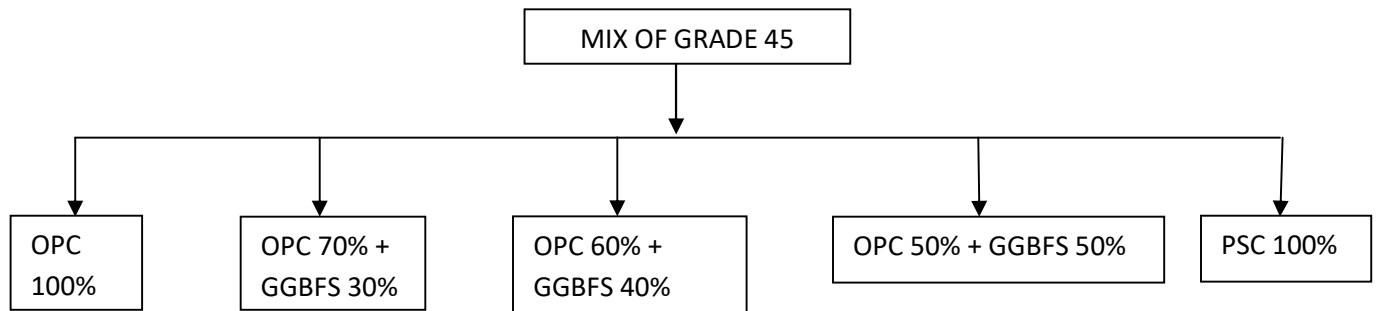 MIX OF GRADE 45
OPC
100%
OPC 70% +
GGBFS 30%
OPC 60% +
GGBFS 40%
OPC 50% + GGBFS 50%
PSC 100%